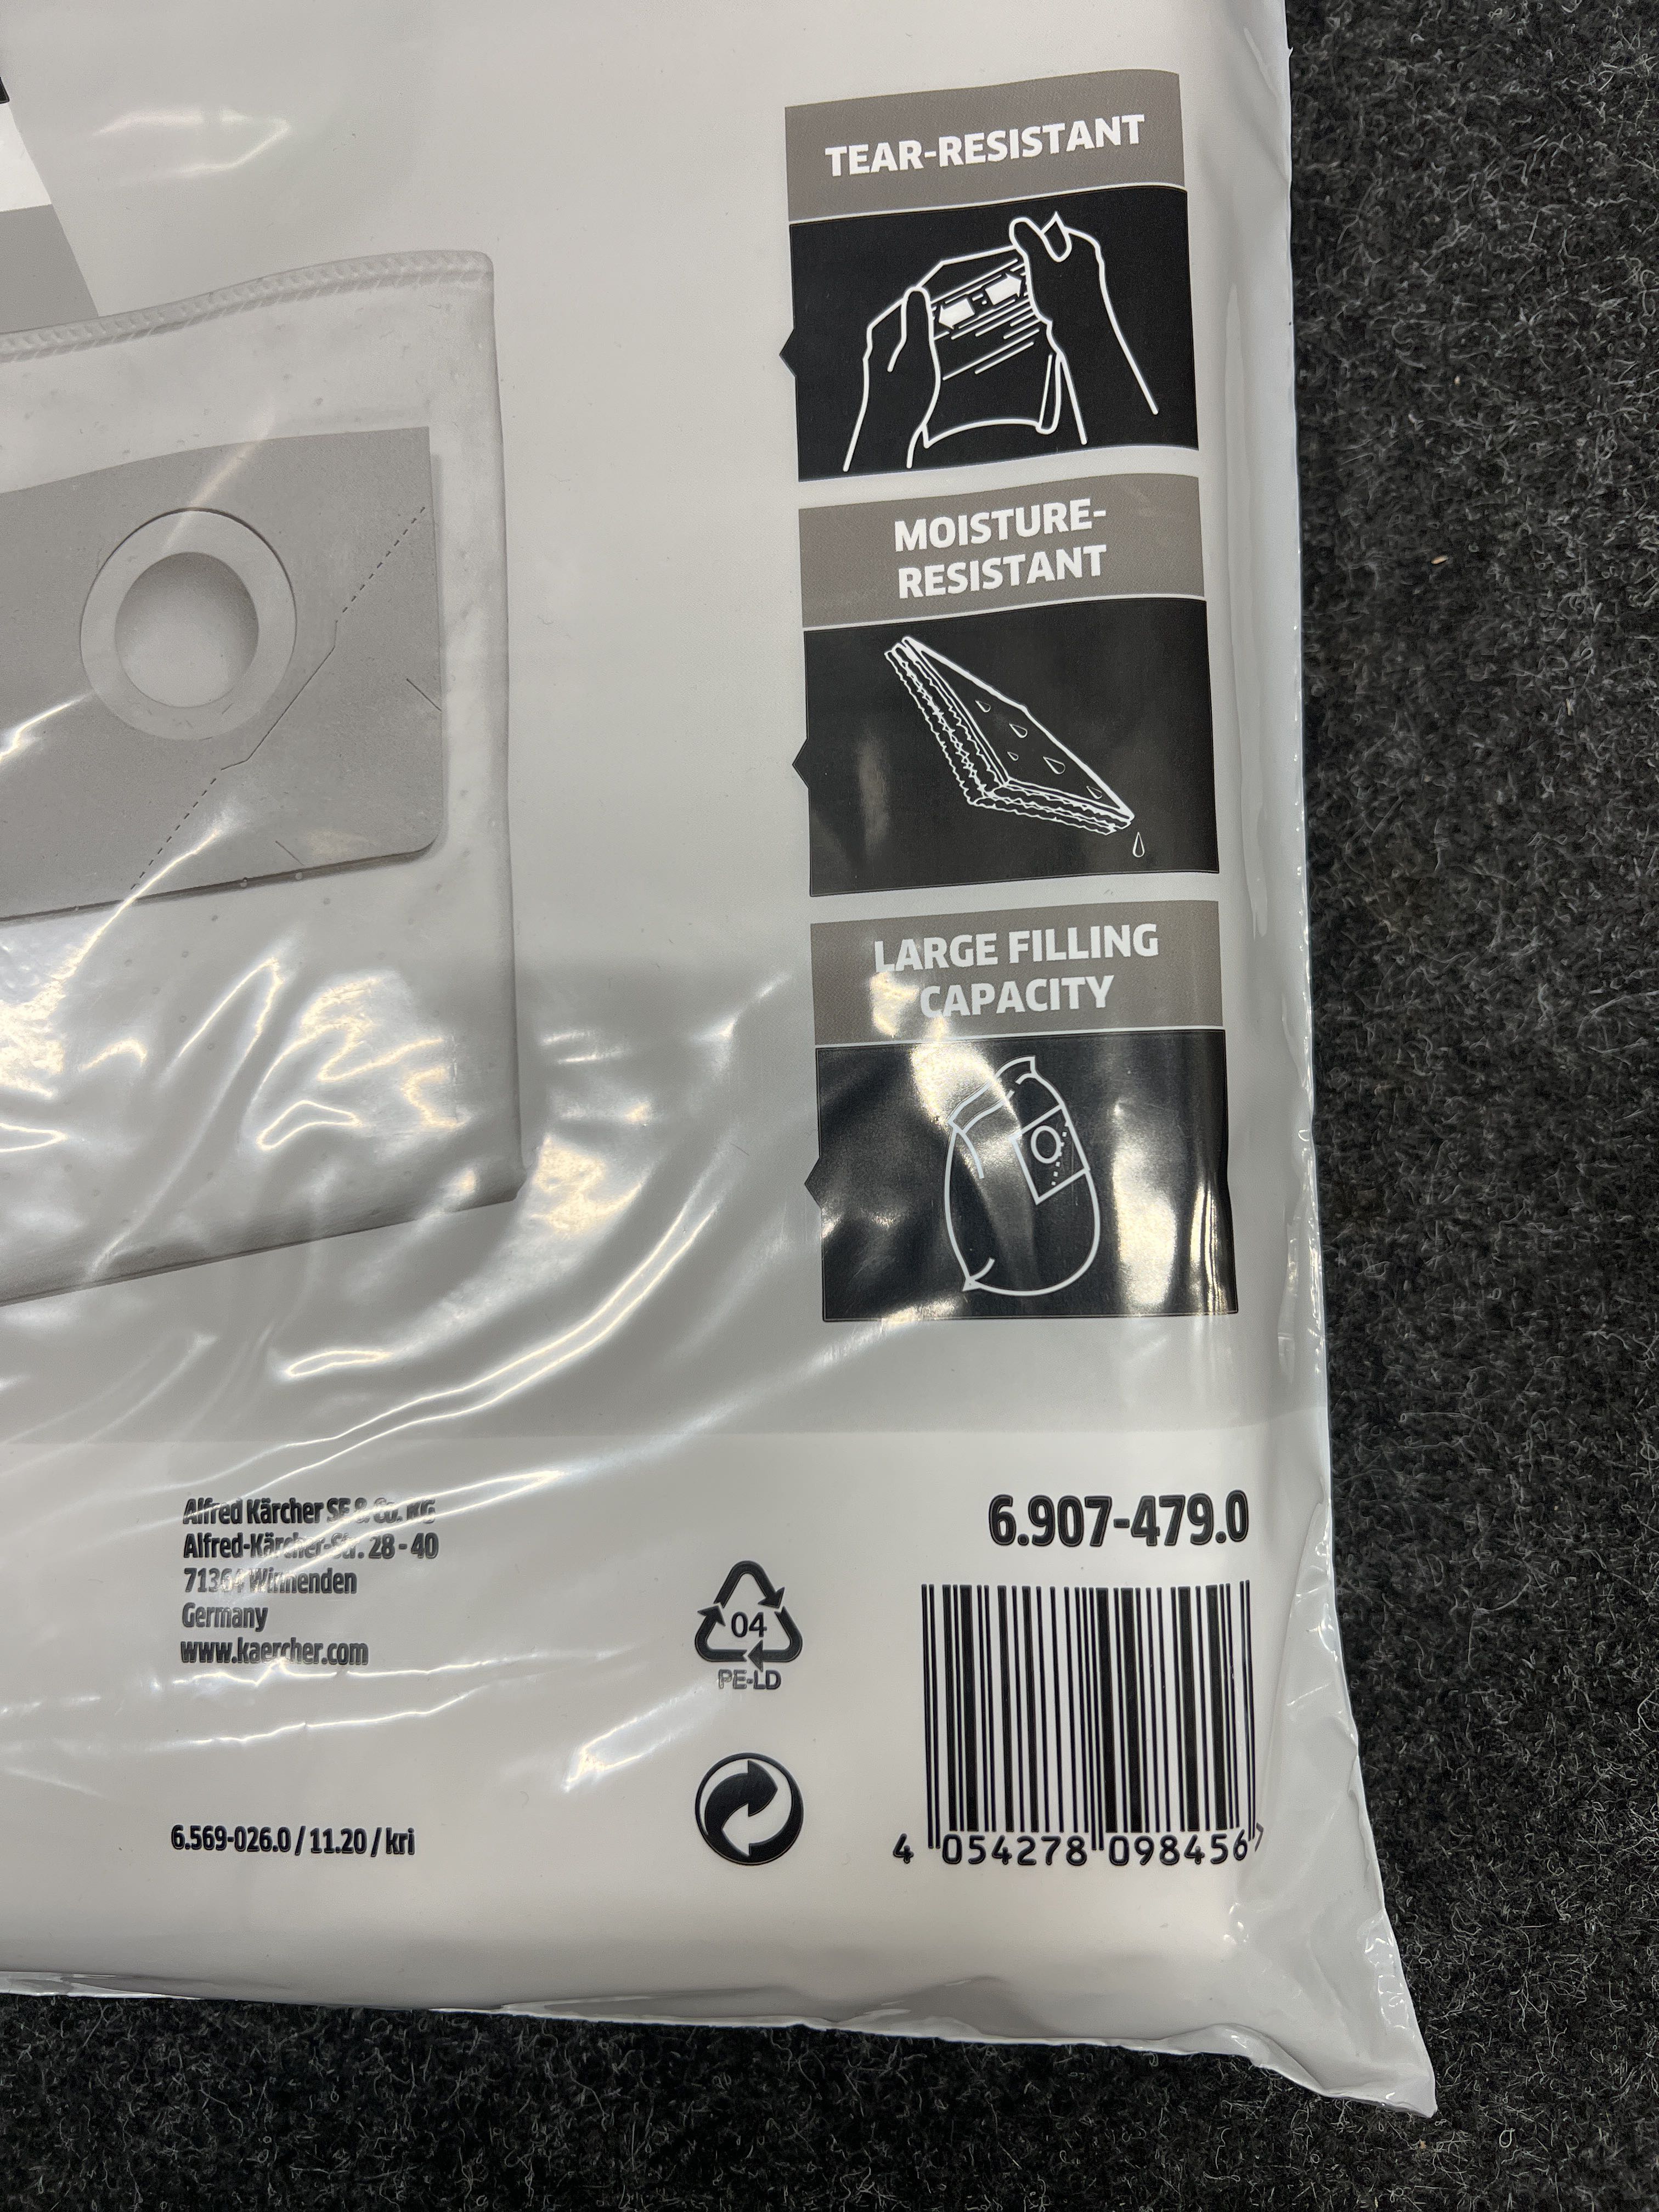 TEAR-RESISTANT
MOISTURE-
RESISTANT
LARGE FILLING
CAPACITY
Alfred Kärcher SE & Co. KG
Alfred-Kärcher-Str. 28 - 40
71364 Winnenden
Germany
www.kaercher.com
6.569-026.0 / 11.20 / kri
04
PE-LD
6.907-479.0
4 054278 098456 7